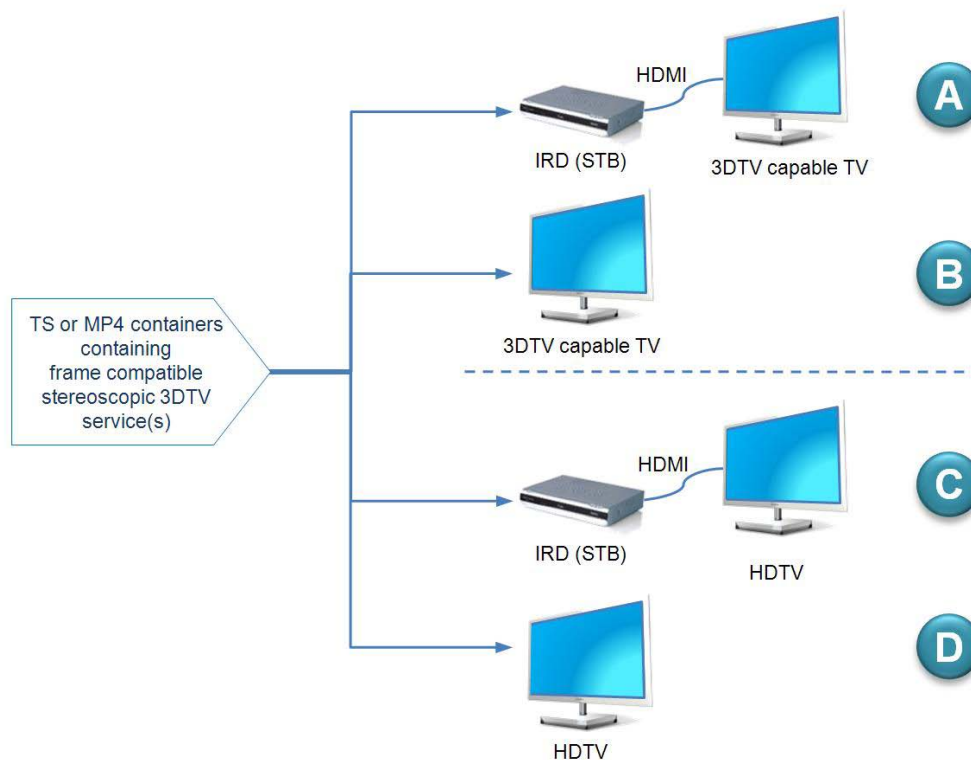 HDMI
A
IRD (STB)
3DTV capable TV
B
3DTV capable TV
TS or MP4 containers
containing
frame compatible
stereoscopic 3DTV
service(s)
HDMI
C
IRD (STB)
HDTV
D
HDTV